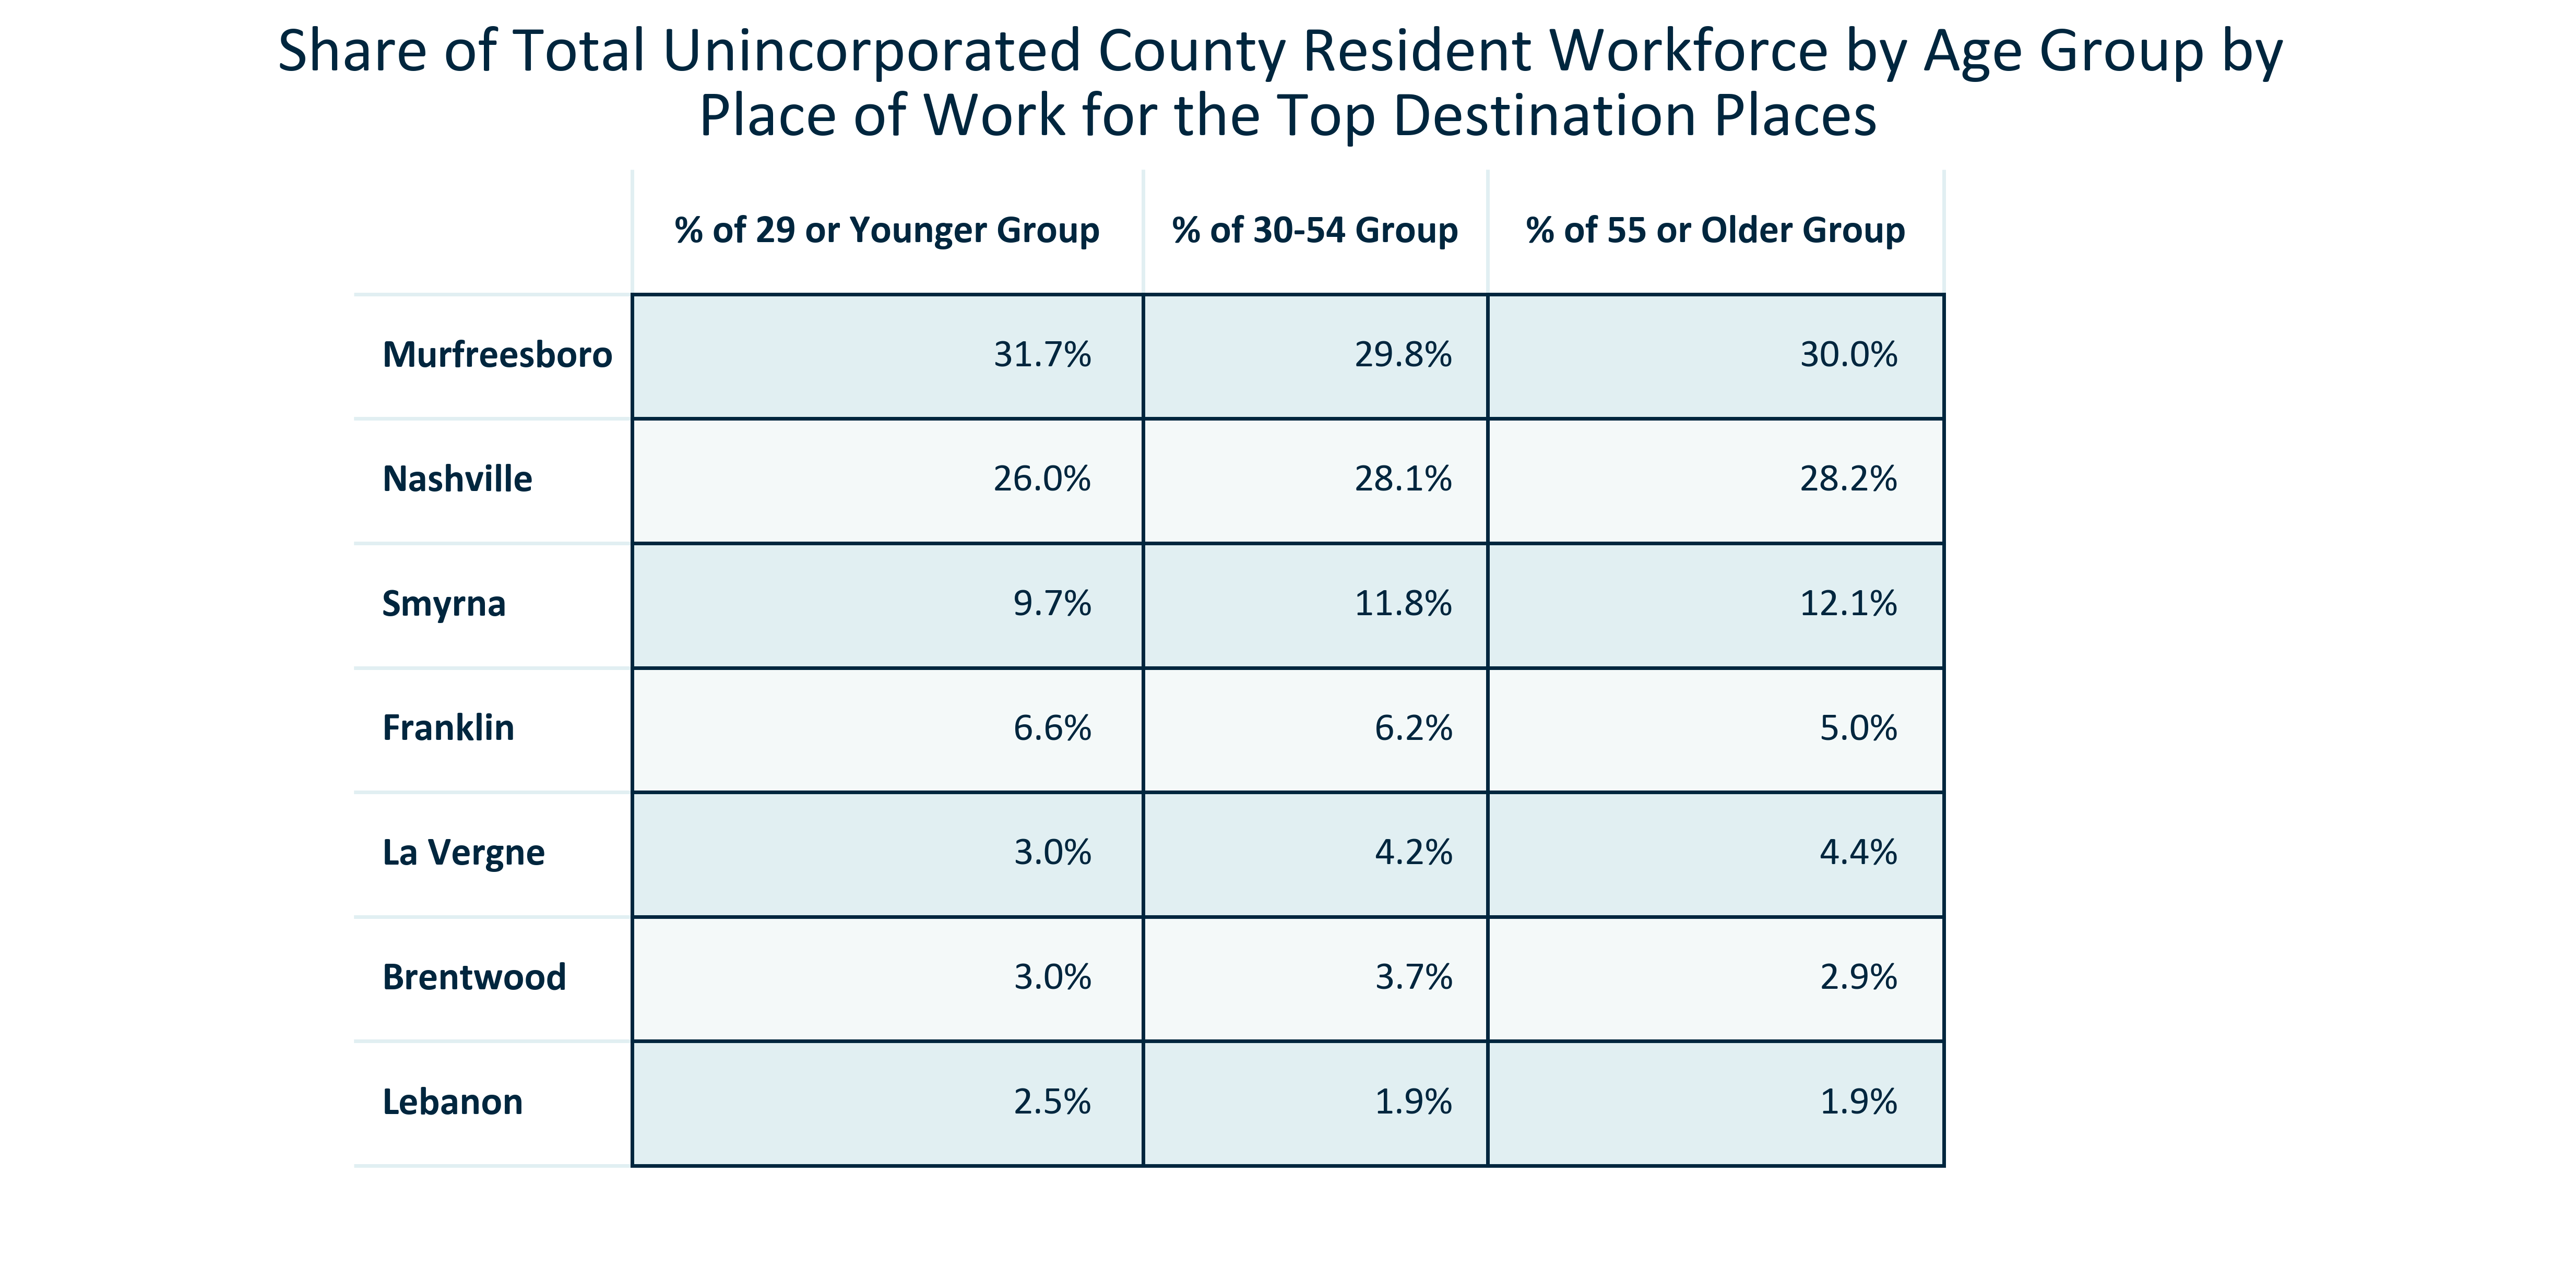 Share of Total Unincorporated County Resident Workforce by Age Group by
Place of Work for the Top Destination Places
% of 29 or Younger Group % of 30-54 Group % of 55 or Older Group
Murfreesboro 31.7% 29.8% 30.0%
Nashville 26.0% 28.1% 28.2%
Smyrna 9.7% 11.8% 12.1%
Franklin 6.6% 6.2% 5.0%
La Vergne 3.0% 4.2% 4.4%
Brentwood 3.0% 3.7% 2.9%
Lebanon 2.5% 1.9% 1.9%